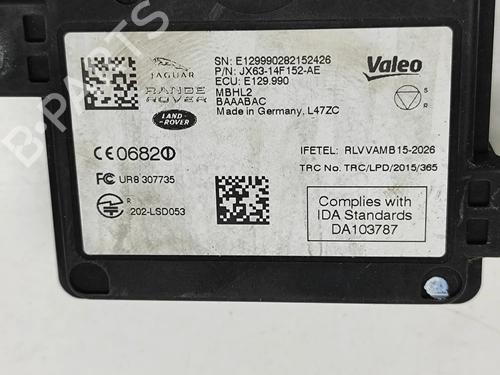 B-PARTS
JAGUAR
RANGE
ROVER
LAND-
ROVER
SN: E129990282152426
P/N: JX63-14F152-AE
ECU: E129.990
MBHL2
BAAABAC
Made in Germany, L47ZC
Valeo
S
R
CE0682
FC UR8 307735
R
202-LSD053
IFETEL: RLVVAMB15-2026
TRC No. TRC/LPD/2015/365
Complies with
IDA Standards
DA103787